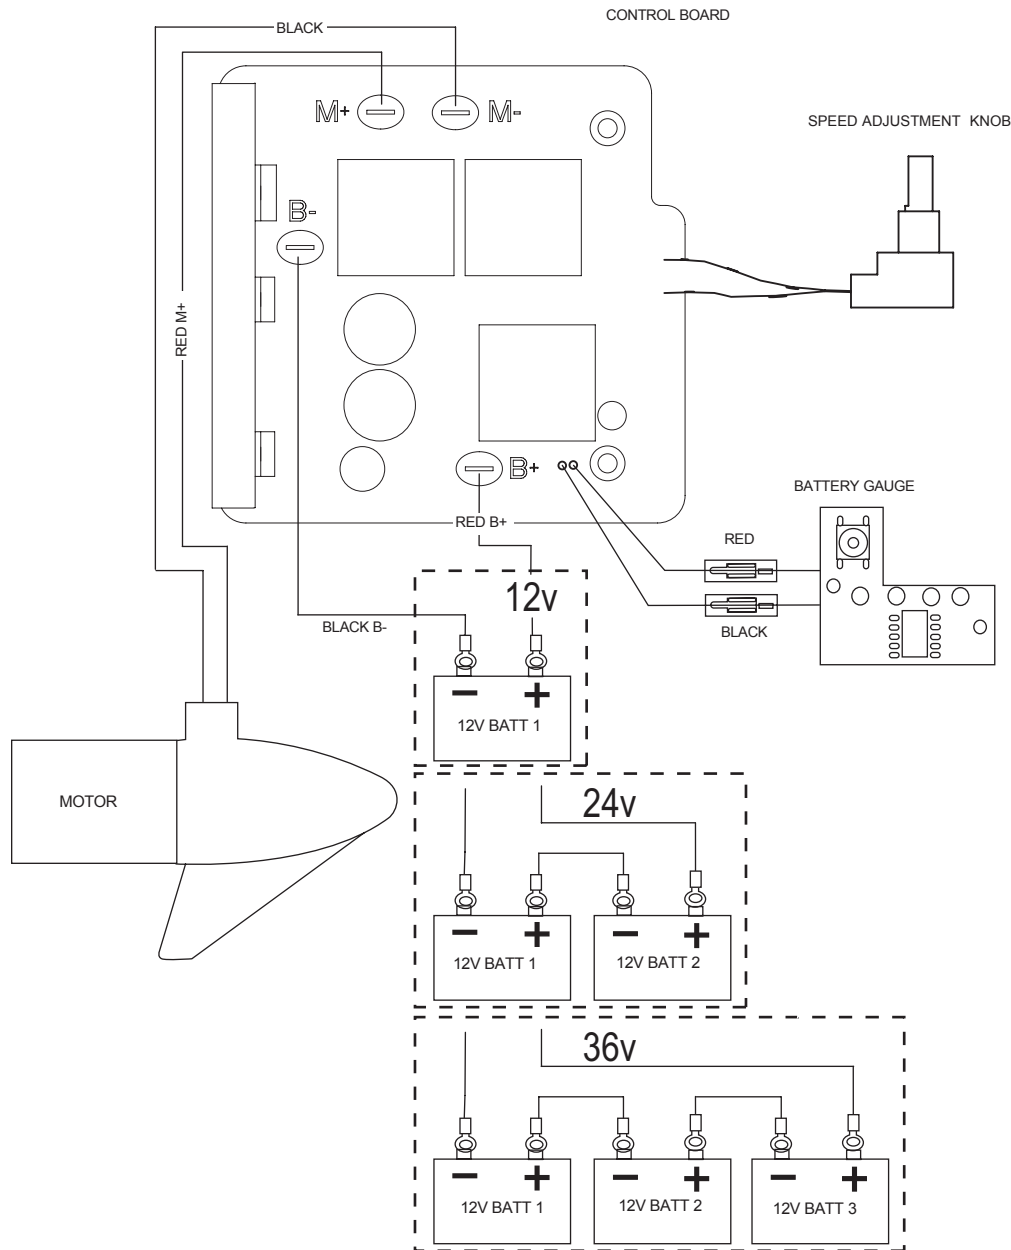 CONTROL BOARD
BLACK
M+
M-
SPEED ADJUSTMENT KNOB
B-
RED M+
B+
RED B+
BATTERY GAUGE
RED
BLACK
12v
BLACK B-
- +
12V BATT 1
MOTOR
24v
- + - +
12V BATT 1
12V BATT 2
36v
- + - + - +
12V BATT 1
12V BATT 2
12V BATT 3